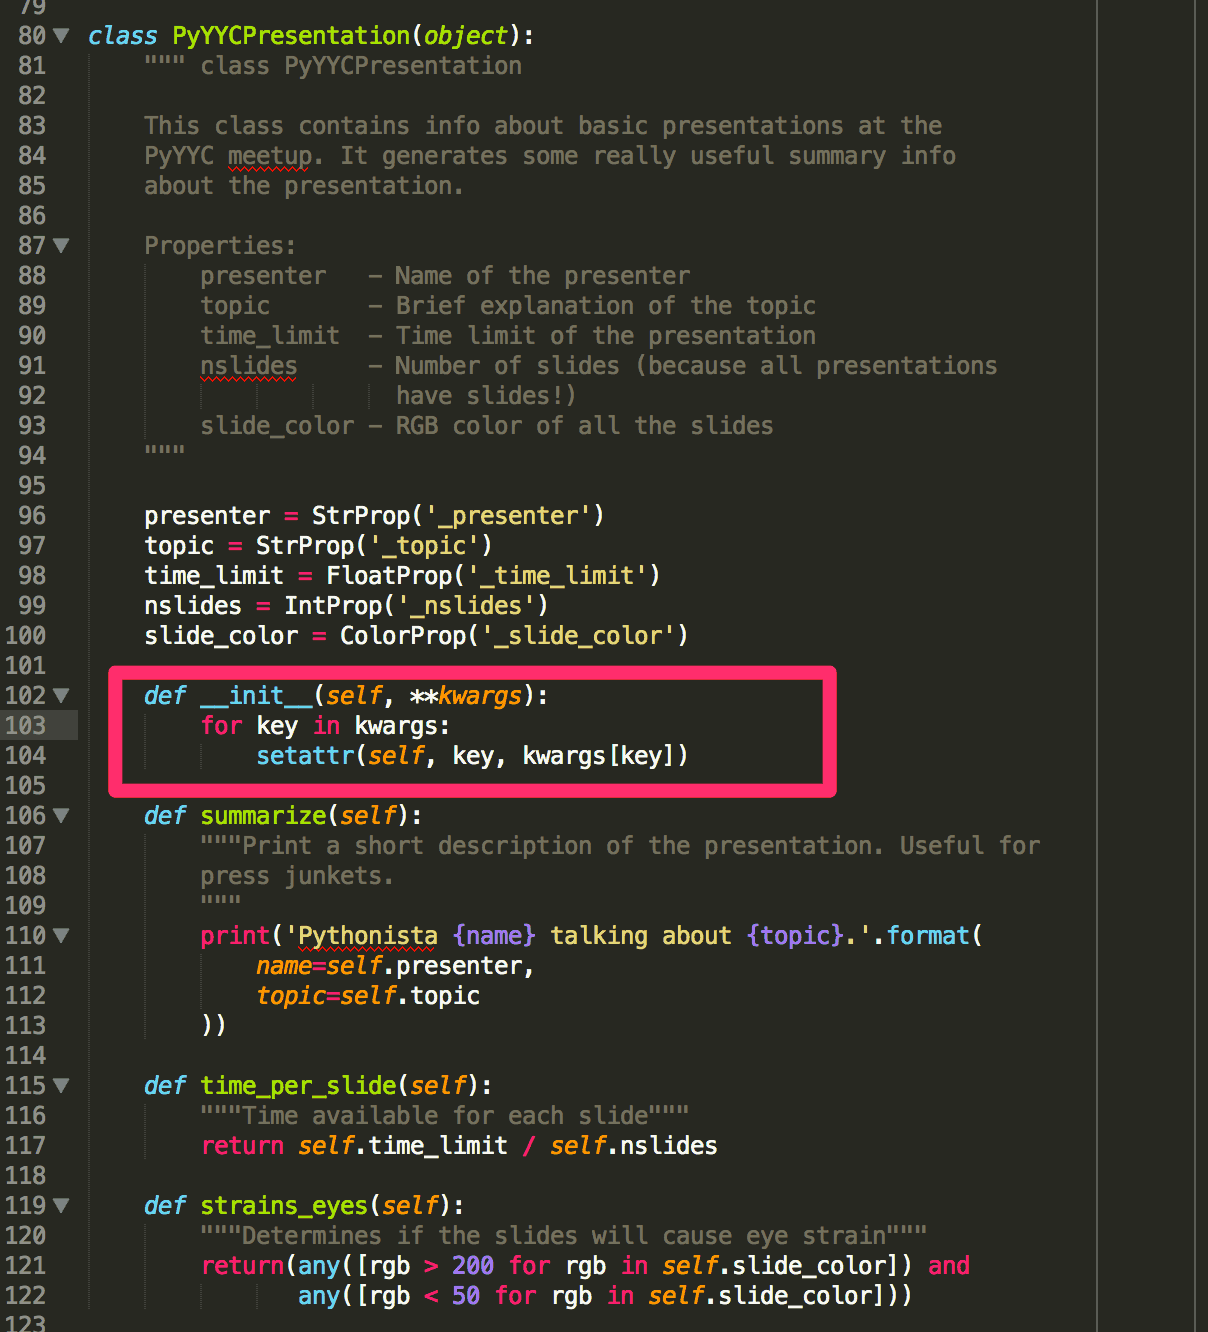 79
80 class PyYYCPresentation(object):
81 """ class PyYYCPresentation
82
83 This class contains info about basic presentations at the
84 PyYYC meetup. It generates some really useful summary info
85 about the presentation.
86
87 Properties:
88 presenter - Name of the presenter
89 topic - Brief explanation of the topic
90 time_limit - Time limit of the presentation
91 nslides - Number of slides (because all presentations
92 have slides!)
93 slide_color - RGB color of all the slides
94 """
95
96 presenter = StrProp('_presenter')
97 topic = StrProp('_topic')
98 time_limit = FloatProp('_time_limit')
99 nslides = IntProp('_nslides')
100 slide_color = ColorProp('_slide_color')
101
102 def __init__(self, **kwargs):
103 for key in kwargs:
104 setattr(self, key, kwargs[key])
105
106 def summarize(self):
107 """Print a short description of the presentation. Useful for
108 press junkets.
109 """
110 print('Pythonista {name} talking about {topic}.'.format(
111 name=self.presenter,
112 topic=self.topic
113 ))
114
115 def time_per_slide(self):
116 """Time available for each slide"""
117 return self.time_limit / self.nslides
118
119 def strains_eyes(self):
120 """Determines if the slides will cause eye strain"""
121 return(any([rgb > 200 for rgb in self.slide_color]) and
122 any([rgb < 50 for rgb in self.slide_color]))
123